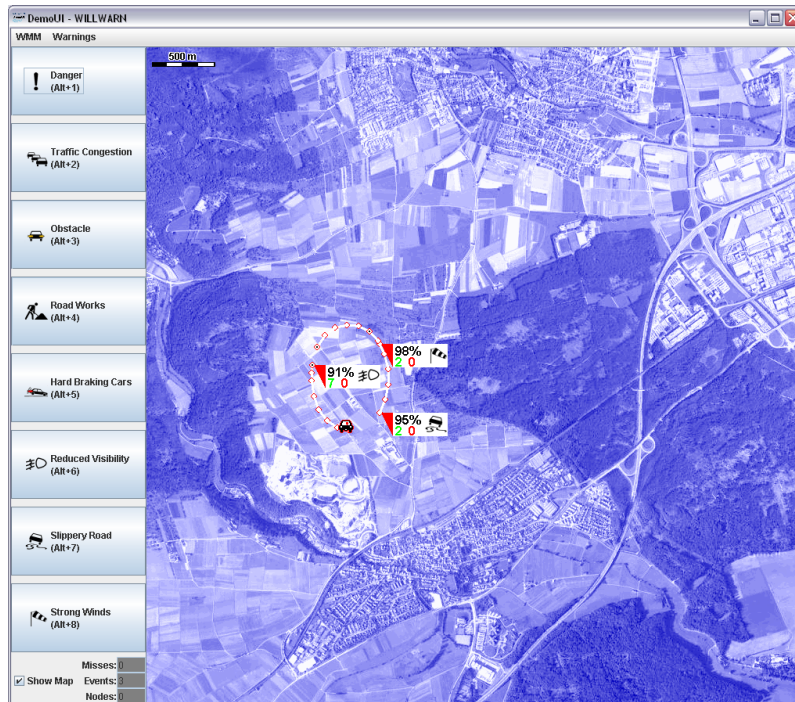 DemoUI - WILLWARN
WMM Warnings
500 m
Danger
(Alt+1)
Traffic Congestion
(Alt+2)
Obstacle
(Alt+3)
Road Works
(Alt+4)
98%
2 0
91%
7 0
Hard Braking Cars
(Alt+5)
95%
2 0
Reduced Visibility
(Alt+6)
Slippery Road
(Alt+7)
Strong Winds
(Alt+8)
Misses: 0
Show Map Events: 3
Nodes: 0